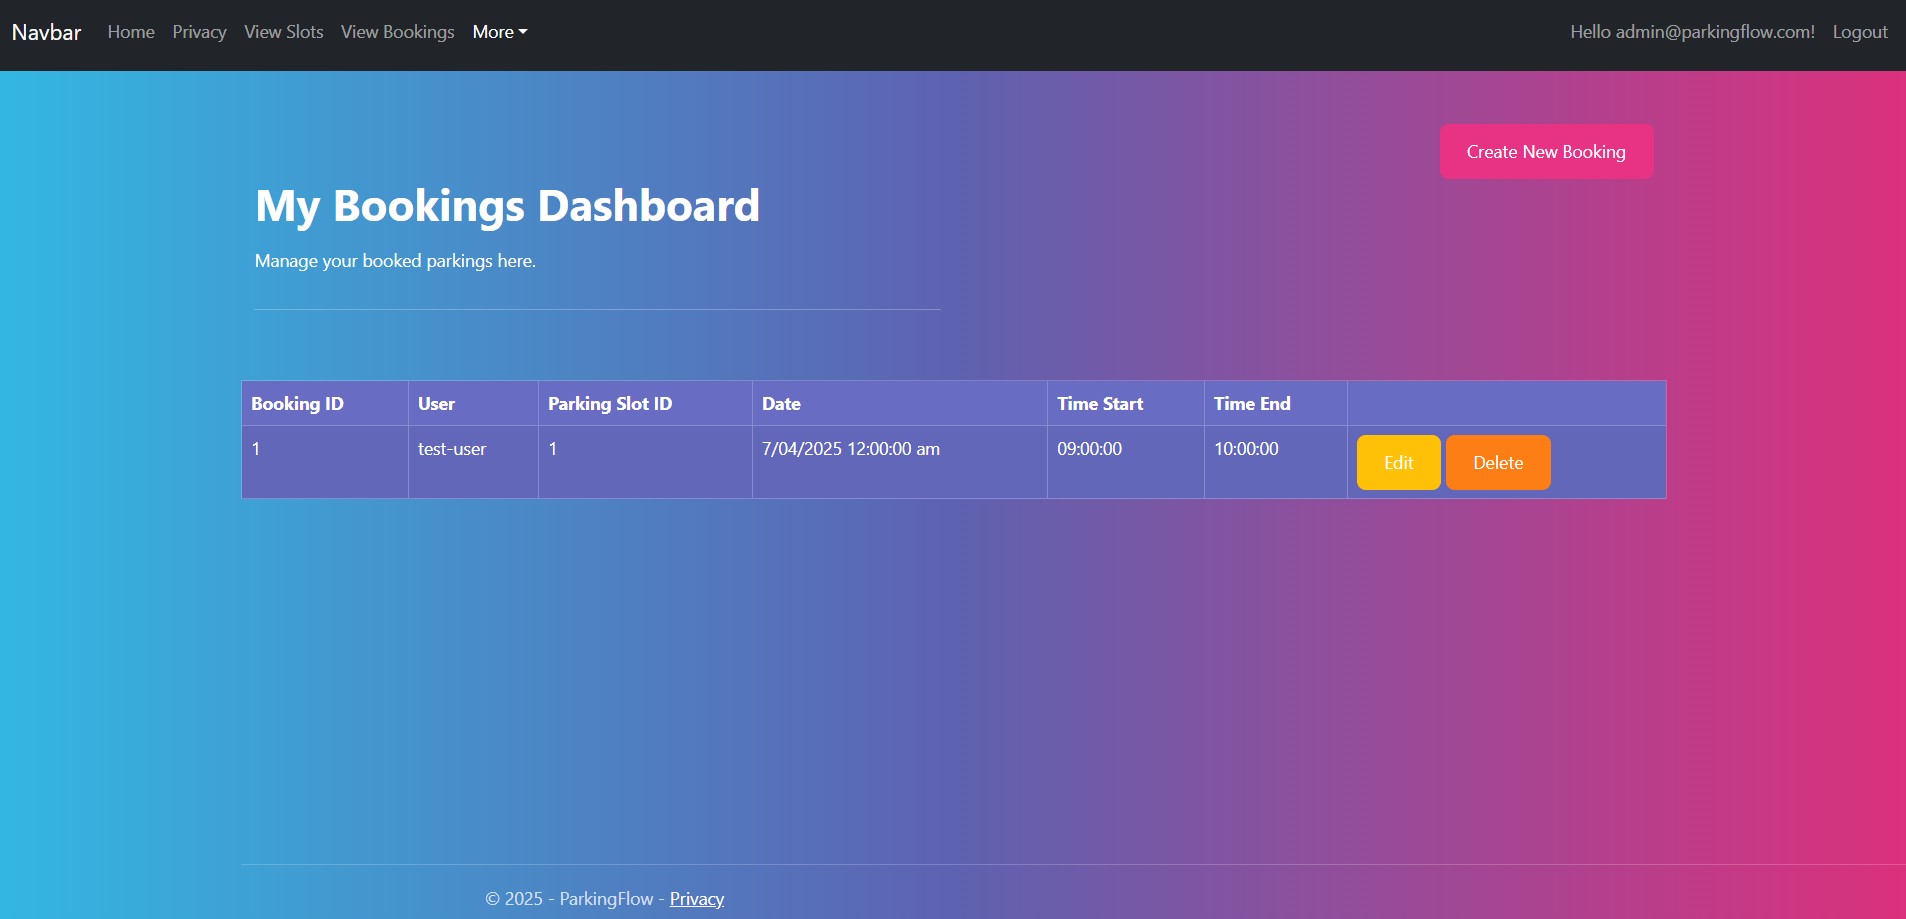 Navbar Home Privacy View Slots View Bookings More Hello admin@parkingflow.com! Logout
Create New Booking
My Bookings Dashboard
Manage your booked parkings here.
Booking ID User Parking Slot ID Date Time Start Time End
1 test-user 1 7/04/2025 12:00:00 am 09:00:00 10:00:00 Edit Delete
© 2025 - ParkingFlow - Privacy